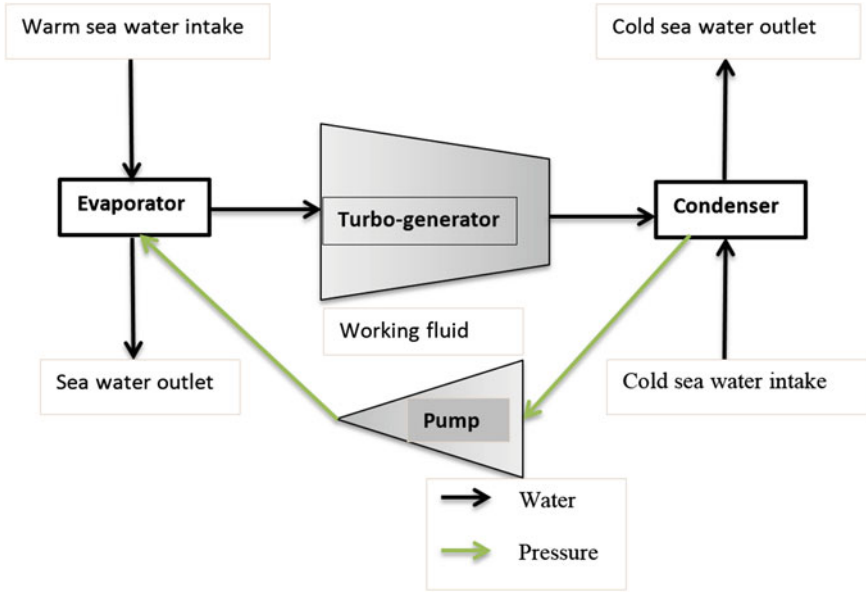 Warm sea water intake
Cold sea water outlet
Evaporator
Turbo-generator
Condenser
Working fluid
Sea water outlet
Cold sea water intake
Pump
Water
Pressure